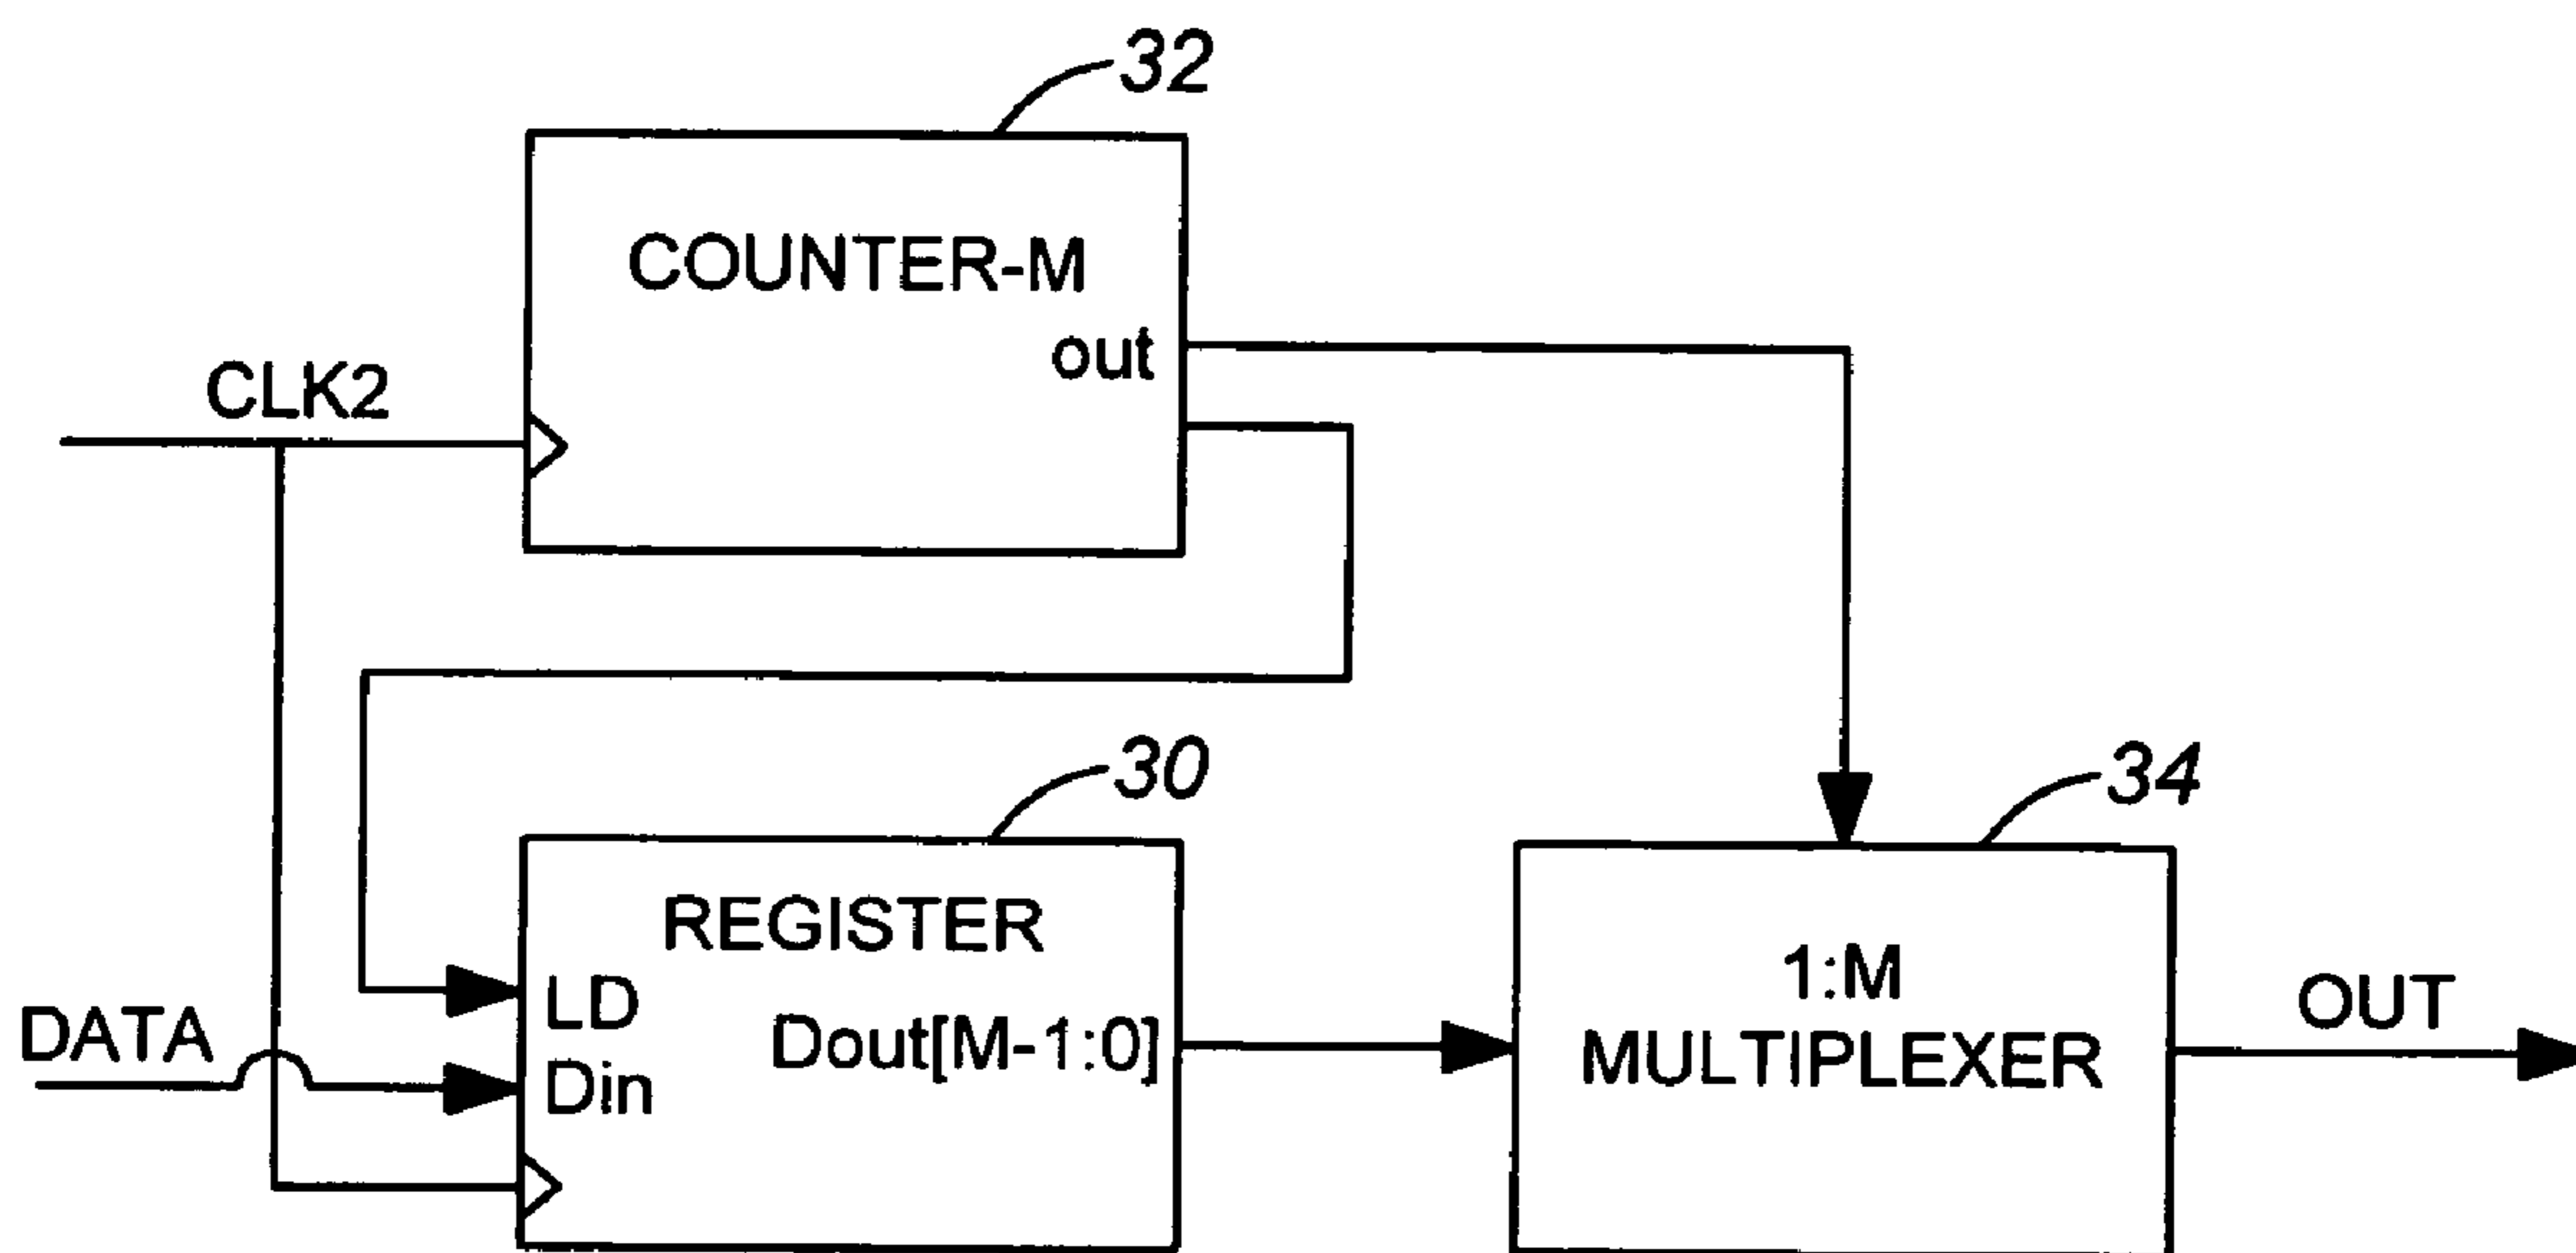 32
COUNTER-M
out
CLK2
30
34
REGISTER
LD
Dout[M-1:0]
Din
DATA
1:M
MULTIPLEXER
OUT